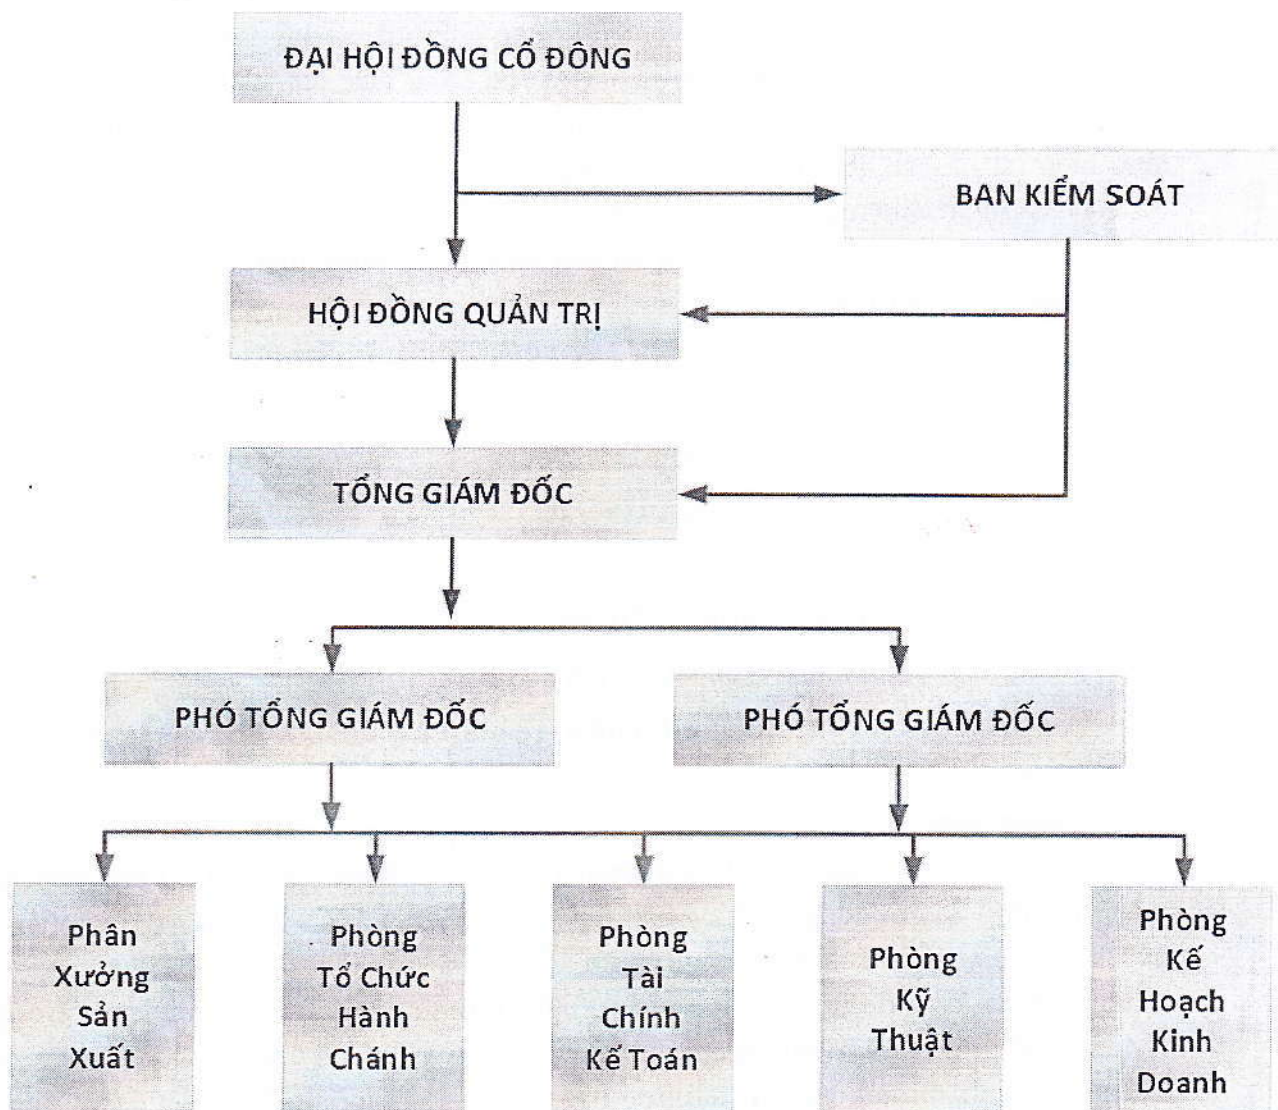 ĐẠI HỘI ĐỒNG CỔ ĐÔNG
BAN KIỂM SOÁT
HỘI ĐỒNG QUẢN TRỊ
TỔNG GIÁM ĐỐC
PHÓ TỔNG GIÁM ĐỐC
PHÓ TỔNG GIÁM ĐỐC
Phân
Xưởng
Sản
Xuất
Phòng
Tổ Chức
Hành
Chánh
Phòng
Tài
Chính
Kế Toán
Phòng
Kỹ
Thuật
Phòng
Kế
Hoạch
Kinh
Doanh